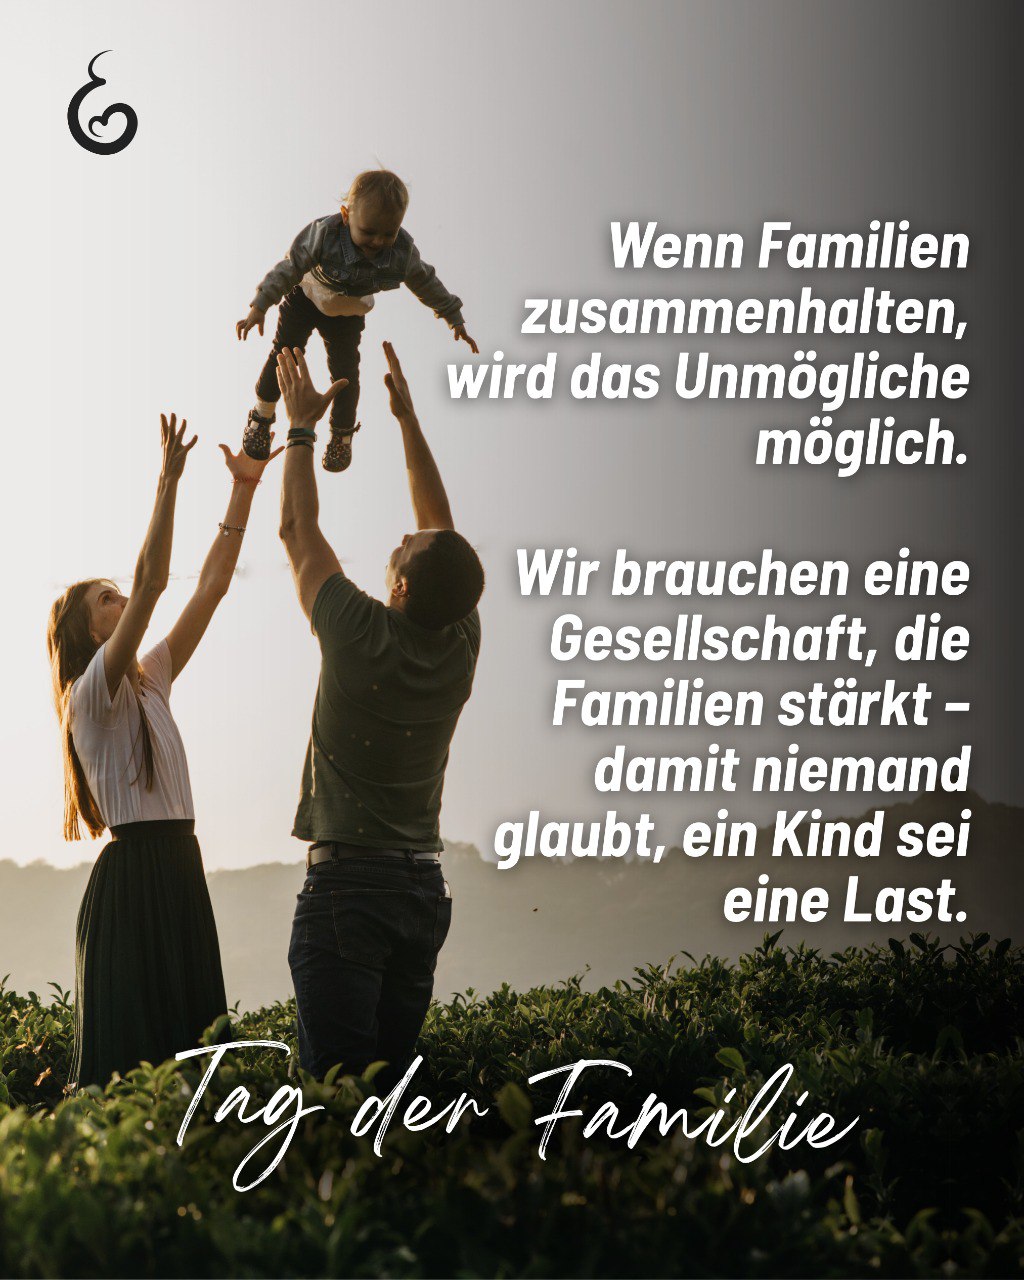 Wenn Familien
zusammenhalten,
wird das Unmögliche
möglich.
Wir brauchen eine
Gesellschaft, die
Familien stärkt –
damit niemand
glaubt, ein Kind sei
eine Last.
Tag der Familie